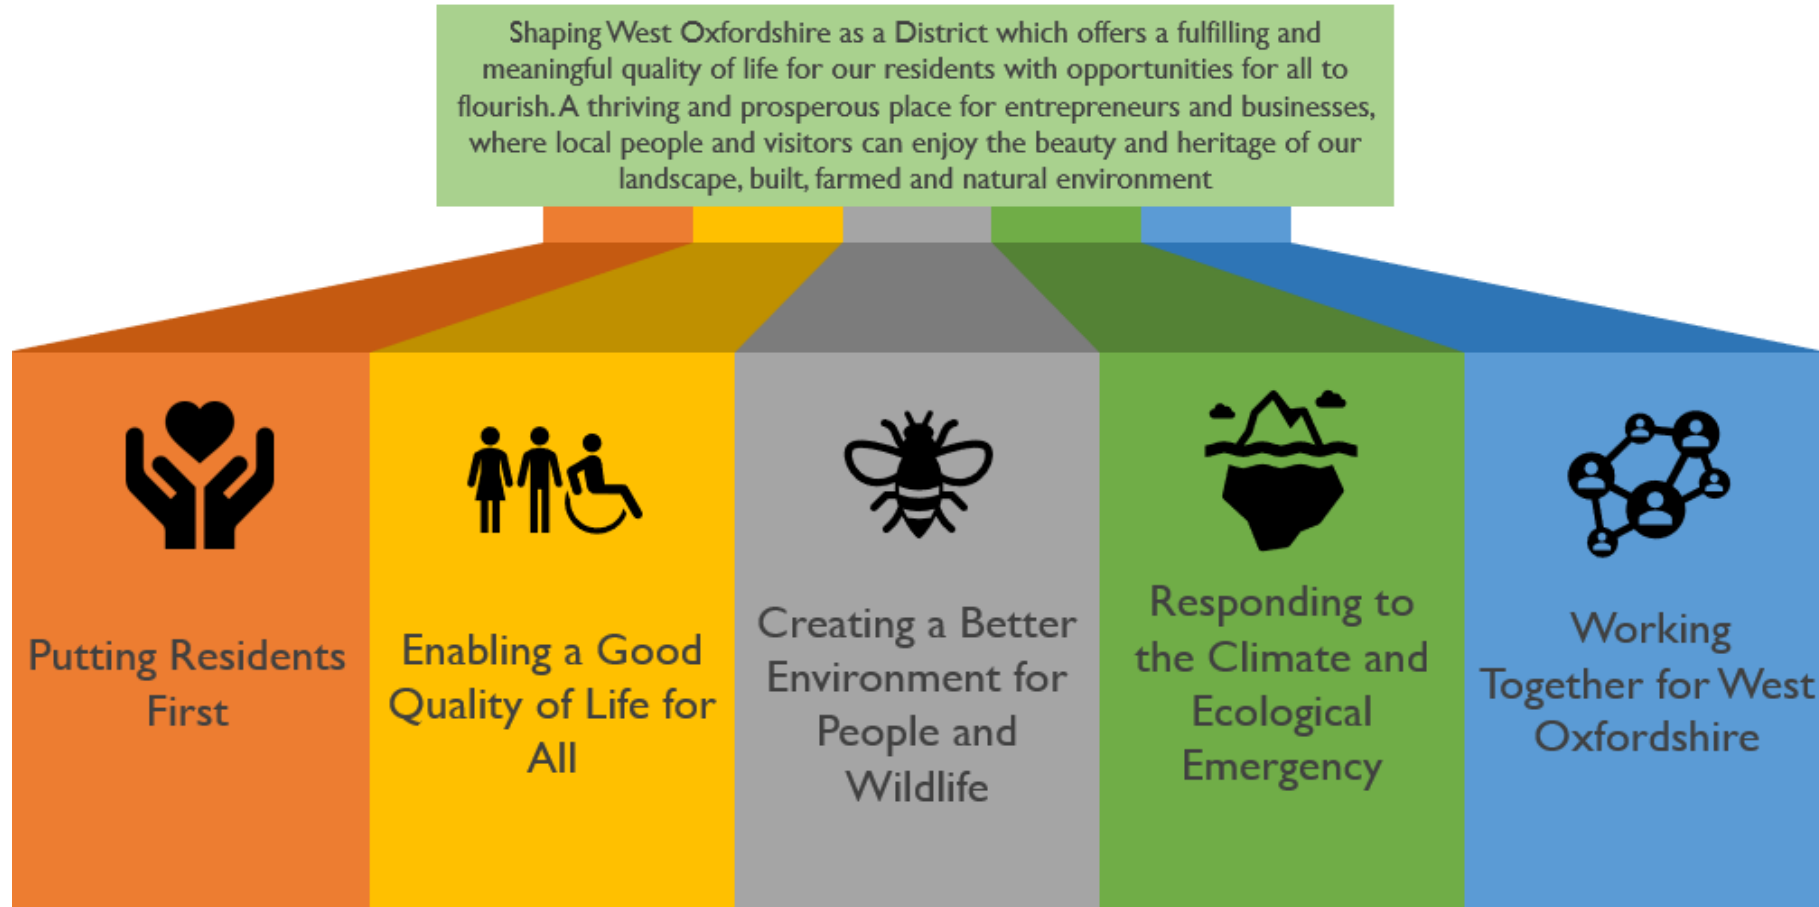 Shaping West Oxfordshire as a District which offers a fulfilling and
meaningful quality of life for our residents with opportunities for all to
flourish. A thriving and prosperous place for entrepreneurs and businesses,
where local people and visitors can enjoy the beauty and heritage of our
landscape, built, farmed and natural environment
Putting Residents
First
Enabling a Good
Quality of Life for
All
Creating a Better
Environment for
People and
Wildlife
Responding to
the Climate and
Ecological
Emergency
Working
Together for West
Oxfordshire